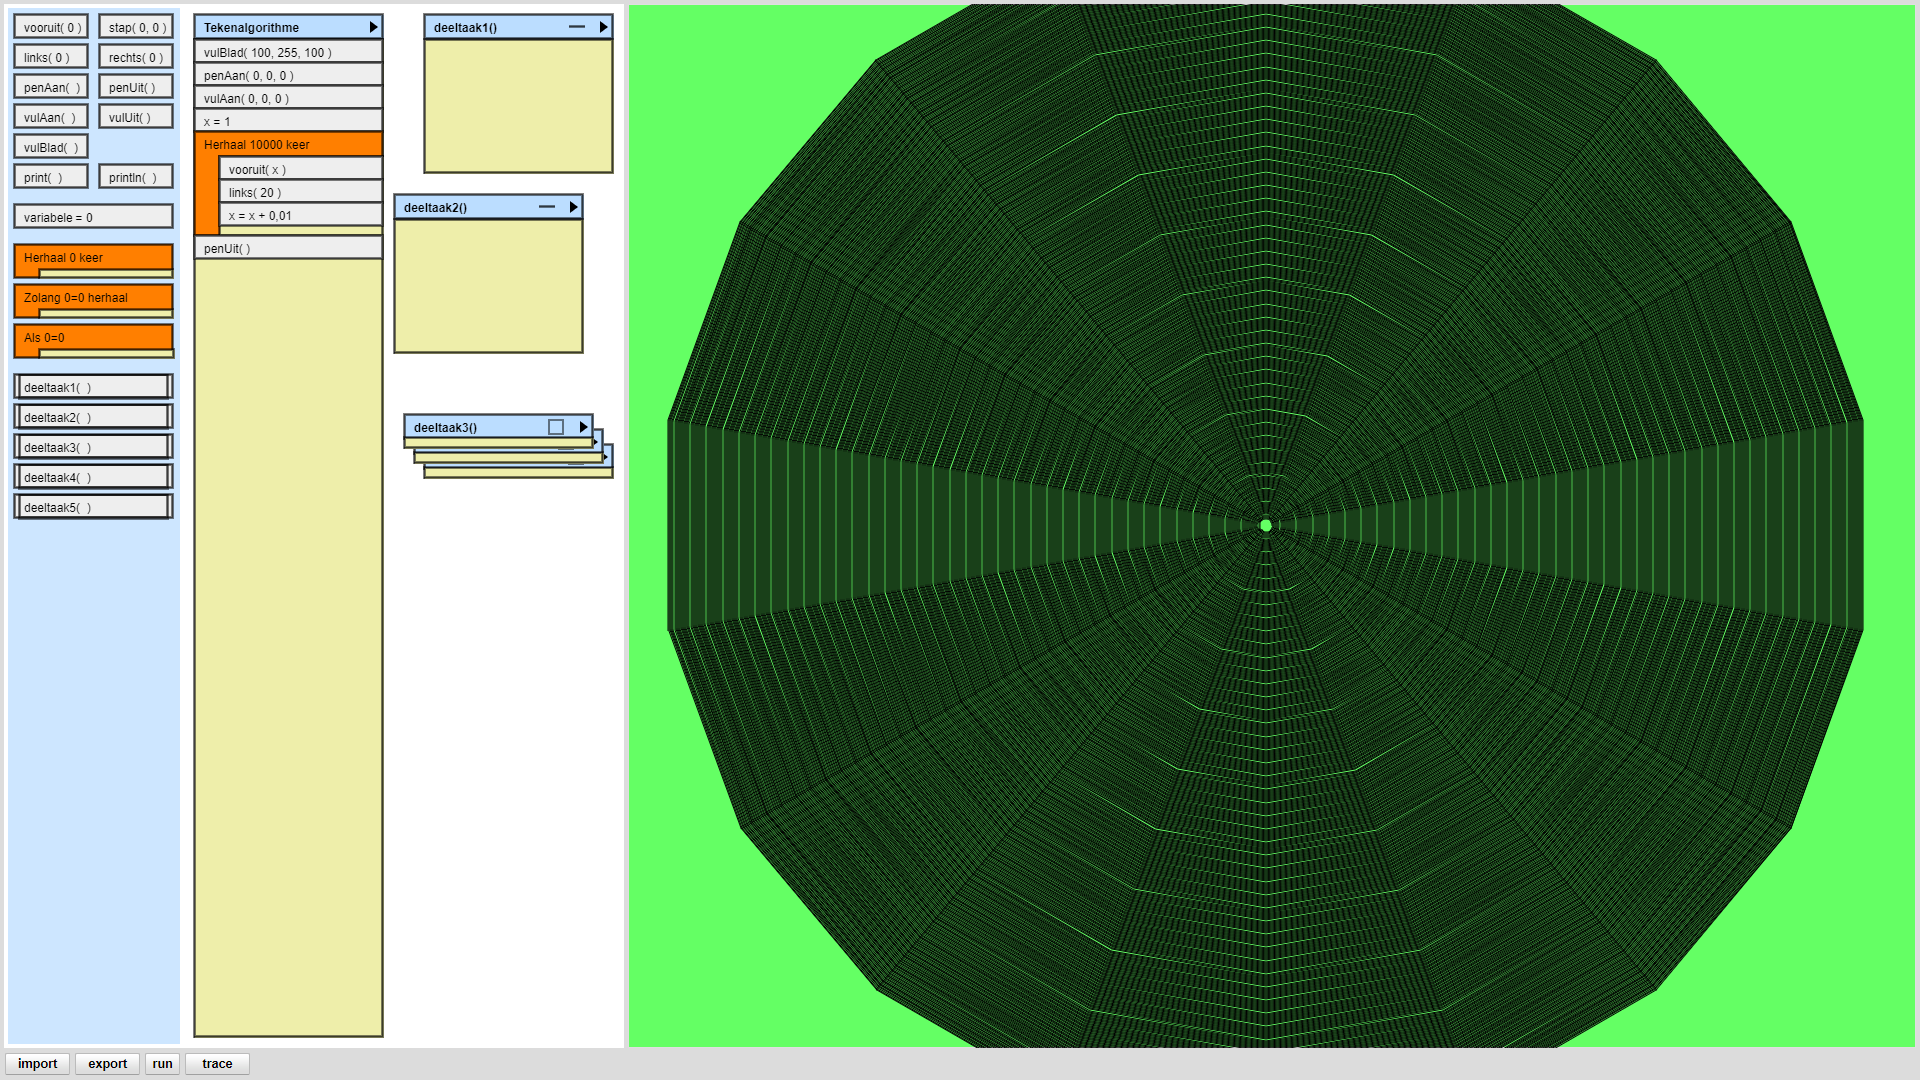 vooruit( 0 )
stap( 0, 0 )
links( 0 )
rechts( 0 )
penAan(  )
penUit( )
vulAan(  )
vulUit( )
vulBlad(  )
print(  )
println(  )
variabele = 0
Herhaal 0 keer
Zolang 0=0 herhaal
Als 0=0
deeltaak1(  )
deeltaak2(  )
deeltaak3(  )
deeltaak4(  )
deeltaak5(  )
Tekenalgorithme
vulBlad( 100, 255, 100 )
penAan( 0, 0, 0 )
vulAan( 0, 0, 0 )
x = 1
Herhaal 10000 keer
vooruit( x )
links( 20 )
x = x + 0,01
penUit( )
deeltaak1()
deeltaak2()
deeltaak3()
import
export
run
trace